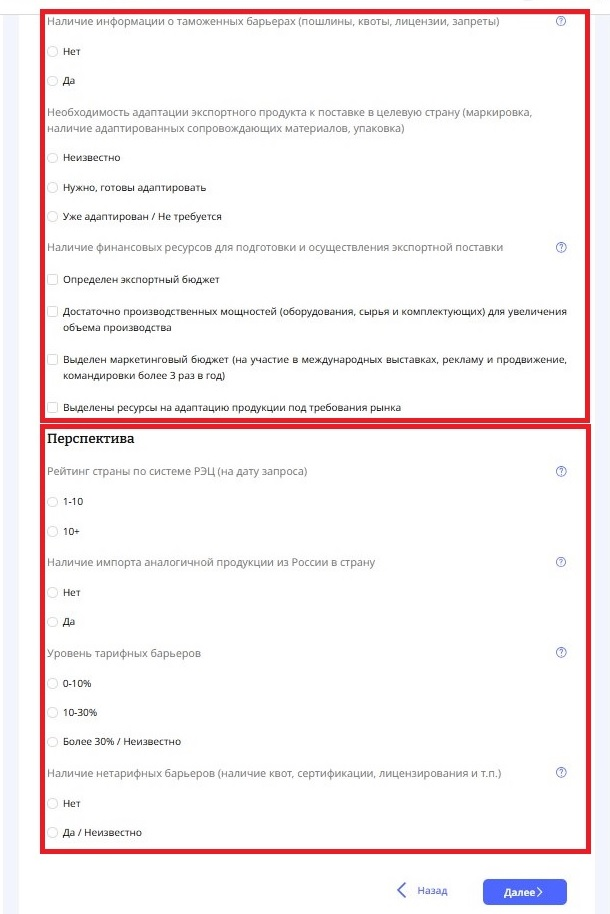 Наличие информации о таможенных барьерах (пошлины, квоты, лицензии, запреты)
Нет
Да
Необходимость адаптации экспортного продукта к поставке в целевую страну (маркировка,
наличие адаптированных сопровождающих материалов, упаковка)
Неизвестно
Нужно, готовы адаптировать
Уже адаптирован / Не требуется
Наличие финансовых ресурсов для подготовки и осуществления экспортной поставки
Определен экспортный бюджет
Достаточно производственных мощностей (оборудования, сырья и комплектующих) для увеличения
объема производства
Выделен маркетинговый бюджет (на участие в международных выставках, рекламу и продвижение,
командировки более 3 раз в год)
Выделены ресурсы на адаптацию продукции под требования рынка
Перспектива
Рейтинг страны по системе РЭЦ (на дату запроса)
1-10
10+
Наличие импорта аналогичной продукции из России в страну
Нет
Да
Уровень тарифных барьеров
0-10%
10-30%
Более 30% / Неизвестно
Наличие нетарифных барьеров (наличие квот, сертификации, лицензирования и т.п.)
Нет
Да / Неизвестно
Назад
Далее